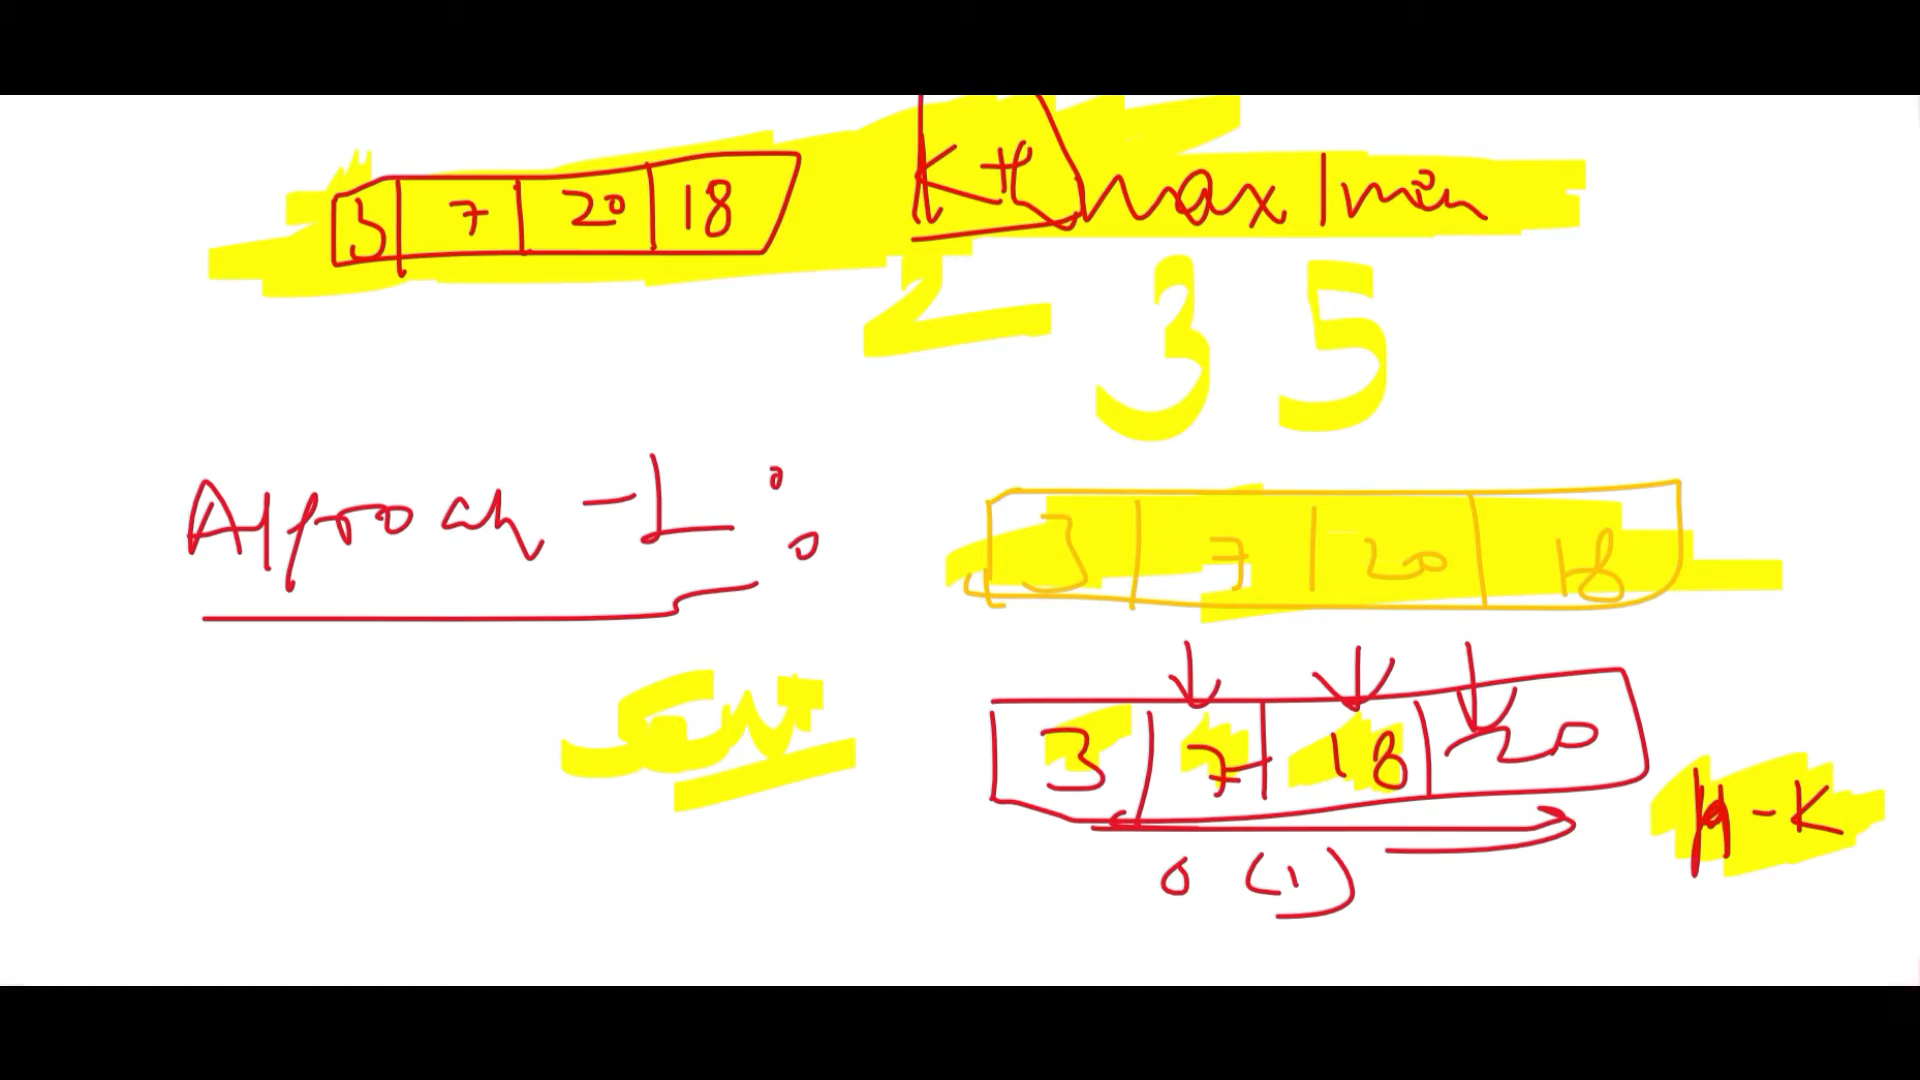 3 7 20 18 Kth max | min
2 3 5
Approach - 1 :
3 7 20 18
Sort
3 7 18 20
n - K
O (1)